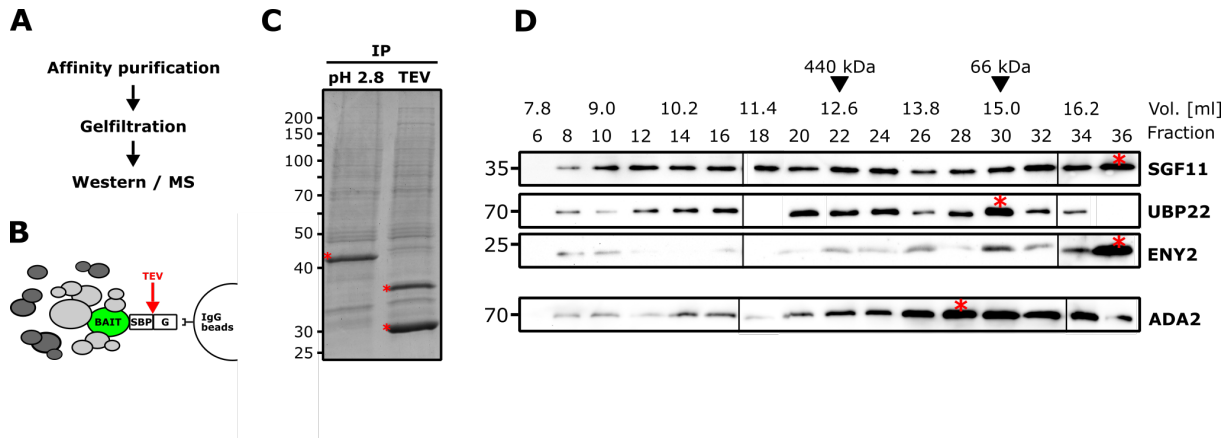 A
Affinity purification
Gelfiltration
Western / MS
B
TEV
BAIT SBP G
IgG
beads
C
IP
pH 2.8 TEV
200
150
100
70
50
40
30
25
D
440 kDa 66 kDa
7.8 9.0 10.2 11.4 12.6 13.8 15.0 16.2 Vol. [ml]
6 8 10 12 14 16 18 20 22 24 26 28 30 32 34 36 Fraction
35 * SGF11
70 * UBP22
25 * ENY2
70 * ADA2